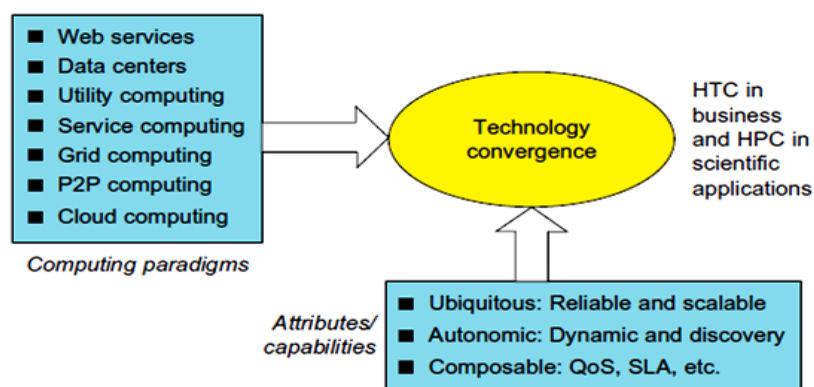 Web services
Data centers
Utility computing
Service computing
Grid computing
P2P computing
Cloud computing
Computing paradigms
Technology
convergence
HTC in
business
and HPC in
scientific
applications
Attributes/
capabilities
Ubiquitous: Reliable and scalable
Autonomic: Dynamic and discovery
Composable: QoS, SLA, etc.